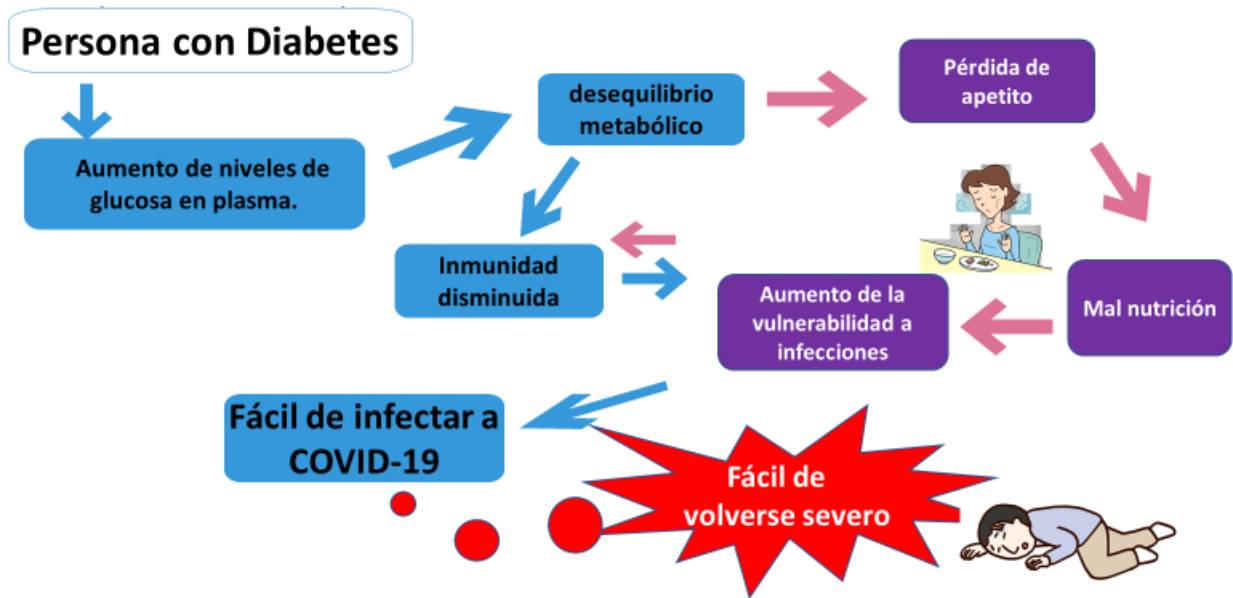 Persona con Diabetes
Aumento de niveles de
glucosa en plasma.
desequilibrio
metabólico
Pérdida de
apetito
Inmunidad
disminuida
Aumento de la
vulnerabilidad a
infecciones
Mal nutrición
Fácil de infectar a
COVID-19
Fácil de
volverse severo